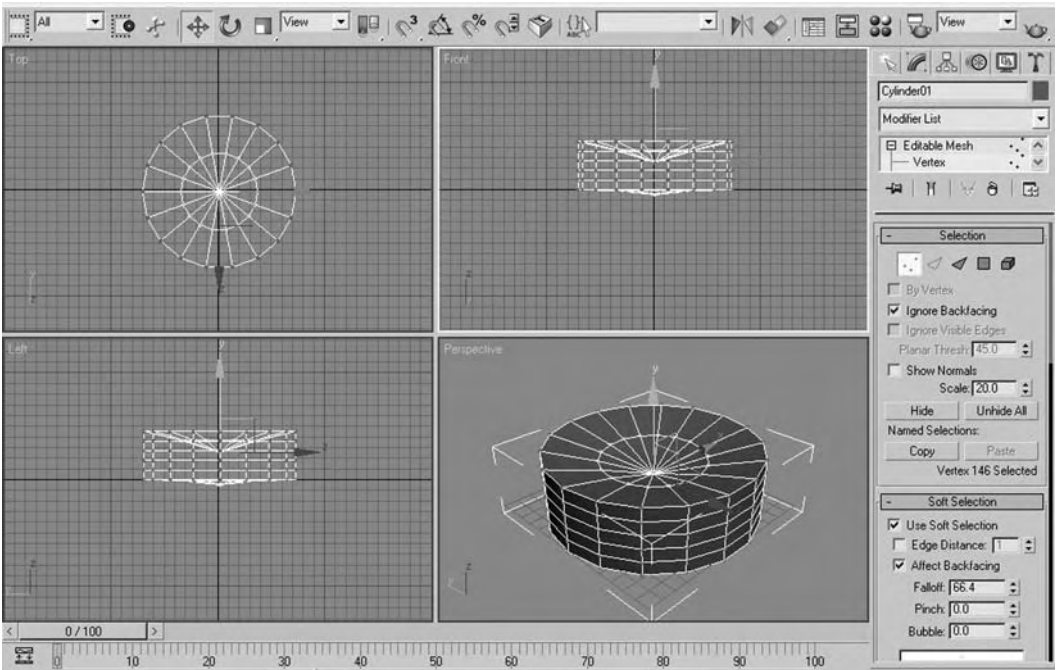 All
View
3
%
ABC
View
Top
Front
y
Cylinder01
Modifier List
Editable Mesh
Vertex
- Selection
By Vertex
Ignore Backfacing
Ignore Visible Edges
Planar Thresh: 45.0
Show Normals
Scale: 20.0
Hide Unhide All
Named Selections:
Copy Paste
Vertex 146 Selected
- Soft Selection
Use Soft Selection
Edge Distance: 1
Affect Backfacing
Falloff: 66.4
Pinch: 0.0
Bubble: 0.0
Left
Perspective
y
z
< 0 / 100 >
0 10 20 30 40 50 60 70 80 90 100